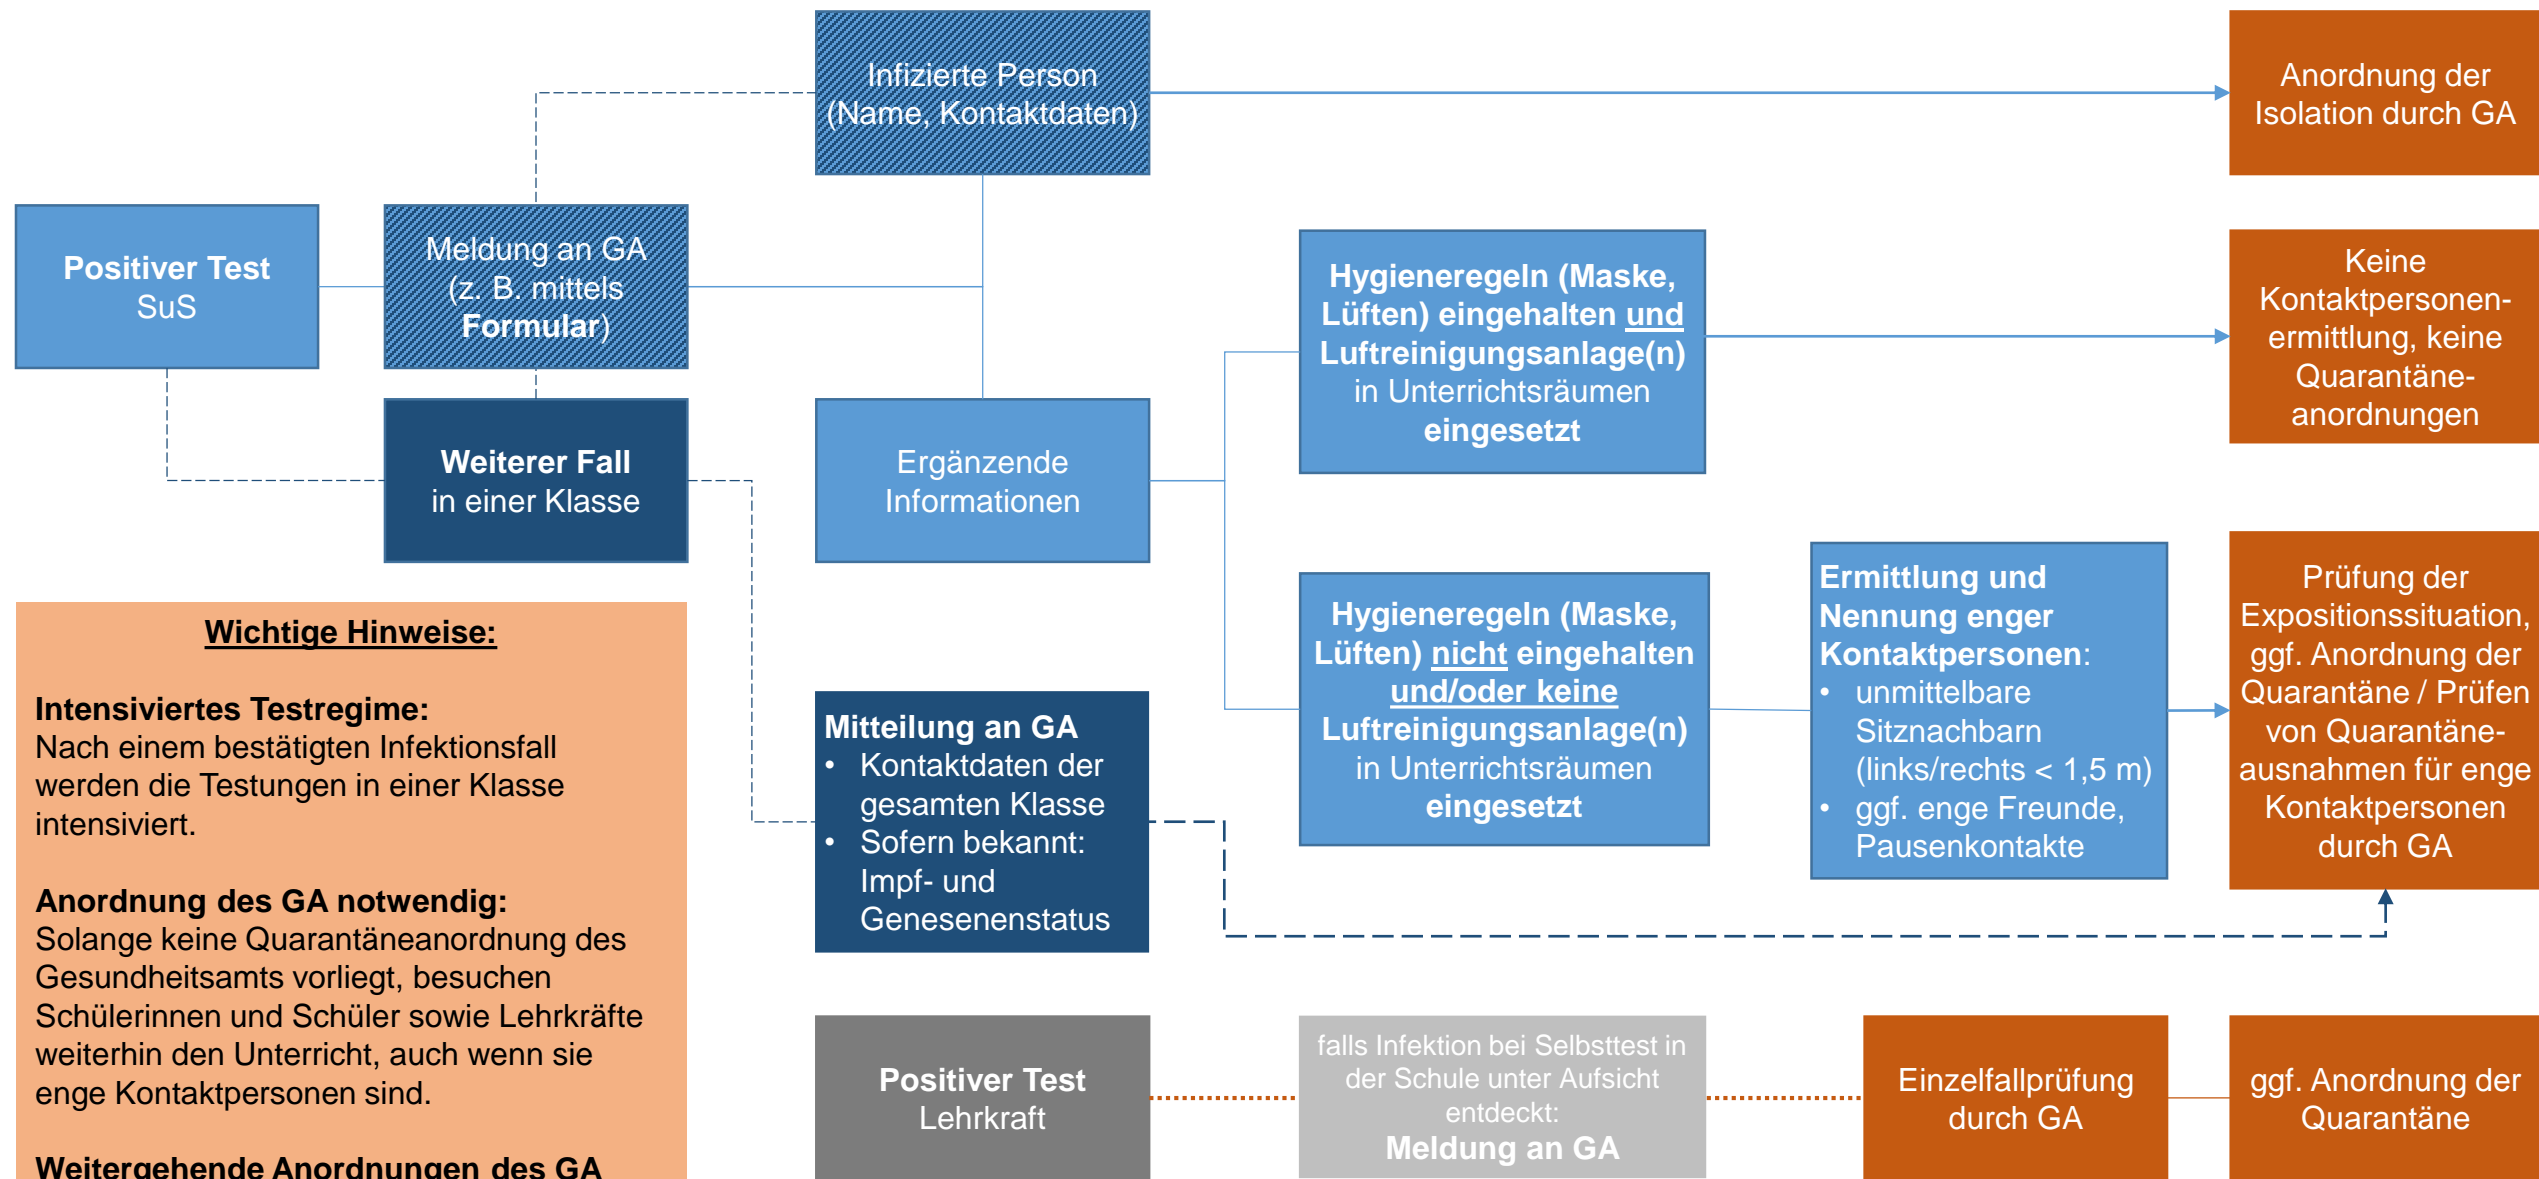 Infizierte Person
(Name, Kontaktdaten)
Anordnung der
Isolation durch GA
Positiver Test
SuS
Meldung an GA
(z. B. mittels
Formular)
Hygieneregeln (Maske,
Lüften) eingehalten und
Luftreinigungsanlage(n)
in Unterrichtsräumen
eingesetzt
Keine
Kontaktpersonen-
ermittlung, keine
Quarantäne-
anordnungen
Weiterer Fall
in einer Klasse
Ergänzende
Informationen
Hygieneregeln (Maske,
Lüften) nicht eingehalten
und/oder keine
Luftreinigungsanlage(n)
in Unterrichtsräumen
eingesetzt
Ermittlung und
Nennung enger
Kontaktpersonen:
• unmittelbare
Sitznachbarn
(links/rechts < 1,5 m)
• ggf. enge Freunde,
Pausenkontakte
Prüfung der
Expositionssituation,
ggf. Anordnung der
Quarantäne / Prüfen
von Quarantäne-
ausnahmen für enge
Kontaktpersonen
durch GA
Wichtige Hinweise:
Intensiviertes Testregime:
Nach einem bestätigten Infektionsfall
werden die Testungen in einer Klasse
intensiviert.
Anordnung des GA notwendig:
Solange keine Quarantäneanordnung des
Gesundheitsamts vorliegt, besuchen
Schülerinnen und Schüler sowie Lehrkräfte
weiterhin den Unterricht, auch wenn sie
enge Kontaktpersonen sind.
Weitergehende Anordnungen des GA
Mitteilung an GA
• Kontaktdaten der
gesamten Klasse
• Sofern bekannt:
Impf- und
Genesenenstatus
Positiver Test
Lehrkraft
falls Infektion bei Selbsttest in
der Schule unter Aufsicht
entdeckt:
Meldung an GA
Einzelfallprüfung
durch GA
ggf. Anordnung der
Quarantäne